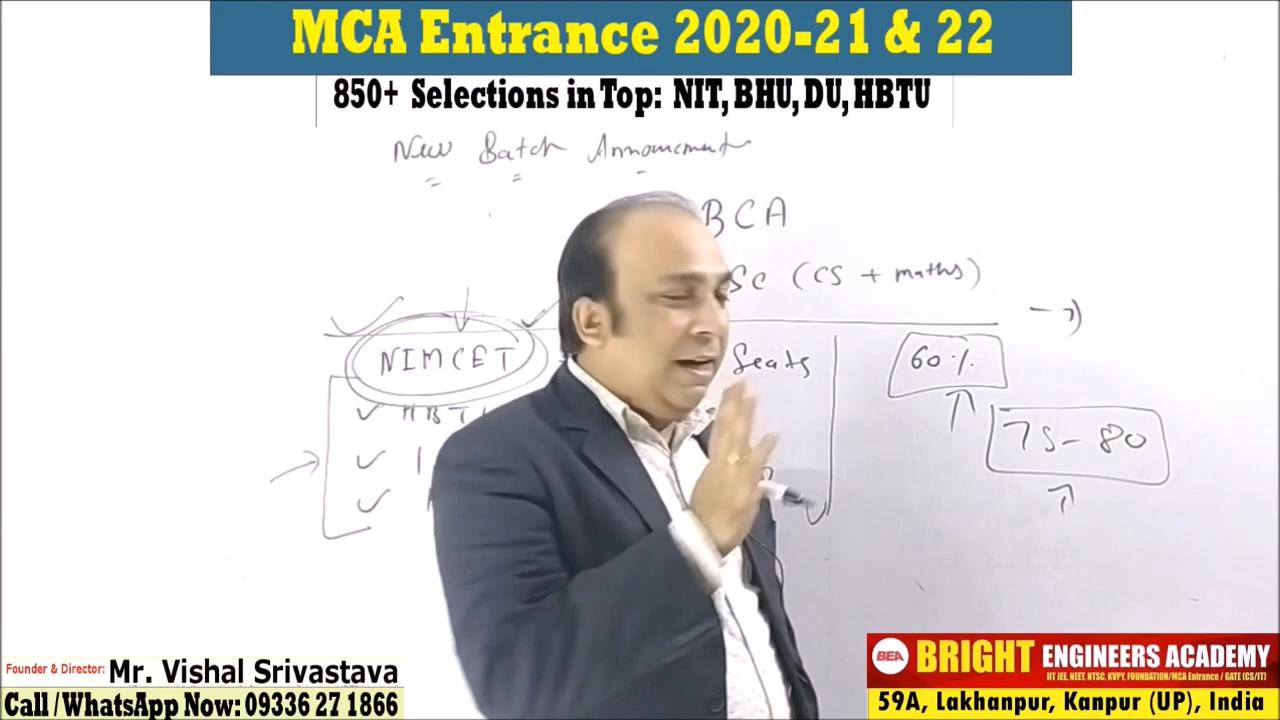 MCA Entrance 2020-21 & 22
850+ Selections in Top: NIT, BHU, DU, HBTU
New Batch Announcment
BCA
Sc (CS + maths)
NIMCET
Seats
60%
HBT
75-80
Founder & Director: Mr. Vishal Srivastava
Call / WhatsApp Now: 09336 27 1866
BEA
BRIGHT ENGINEERS ACADEMY
IIT JEE, NEET, NTSC, KVPY, FOUNDATION/MCA Entrance / GATE (CS/IT)
59A, Lakhanpur, Kanpur (UP), India